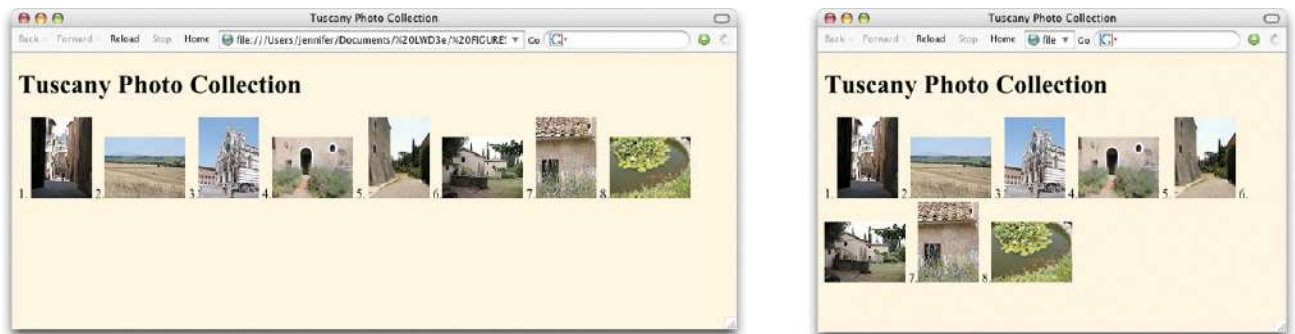 Tuscany Photo Collection
Back Forward Reload Stop Home file:///Users/jennifer/Documents/%20LWD3e/%20FIGURES Go
Tuscany Photo Collection
1. 2. 3. 4. 5. 6. 7. 8.
Tuscany Photo Collection
Back Forward Reload Stop Home file Go
Tuscany Photo Collection
1. 2. 3. 4. 5. 6.
7. 8.